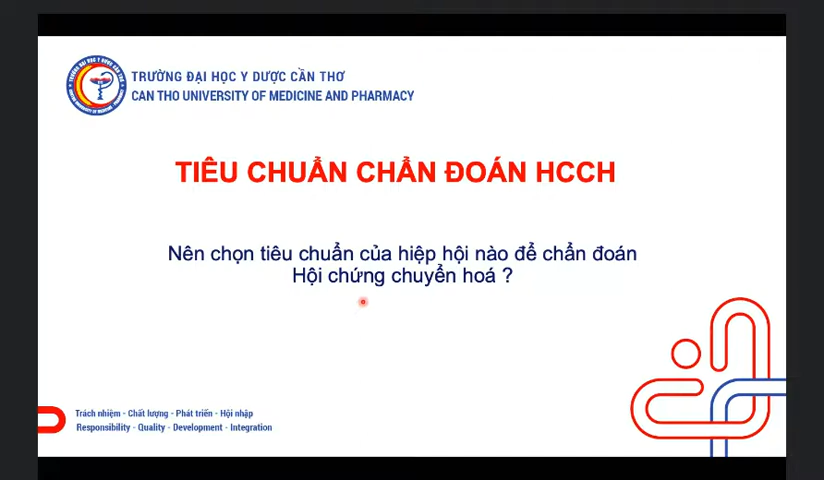 TRƯỜNG ĐẠI HỌC Y DƯỢC CẦN THƠ
CAN THO UNIVERSITY OF MEDICINE AND PHARMACY
TIÊU CHUẨN CHẨN ĐOÁN HCCH
Nên chọn tiêu chuẩn của hiệp hội nào để chẩn đoán
Hội chứng chuyển hoá ?
Trách nhiệm - Chất lượng - Phát triển - Hội nhập
Responsibility - Quality - Development - Integration